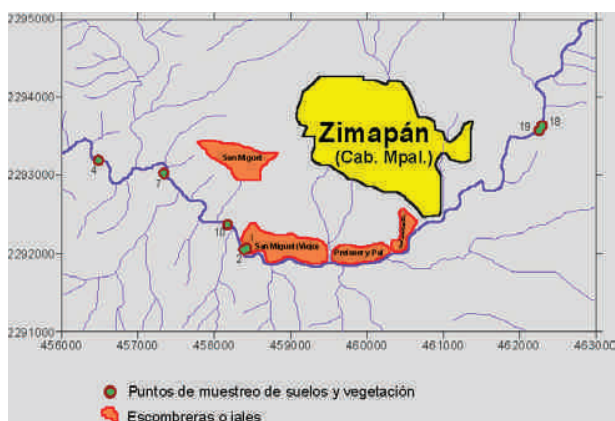 2295000
2294000
Zimapán
(Cab. Mpal.)
19
18
2293000
4
San Miguel
7
10
1
2
San Miguel (Viejo)
Preisser y Pal
2292000
2291000
456000
457000
458000
459000
460000
461000
462000
463000
Puntos de muestreo de suelos y vegetación
Escombreras o jales